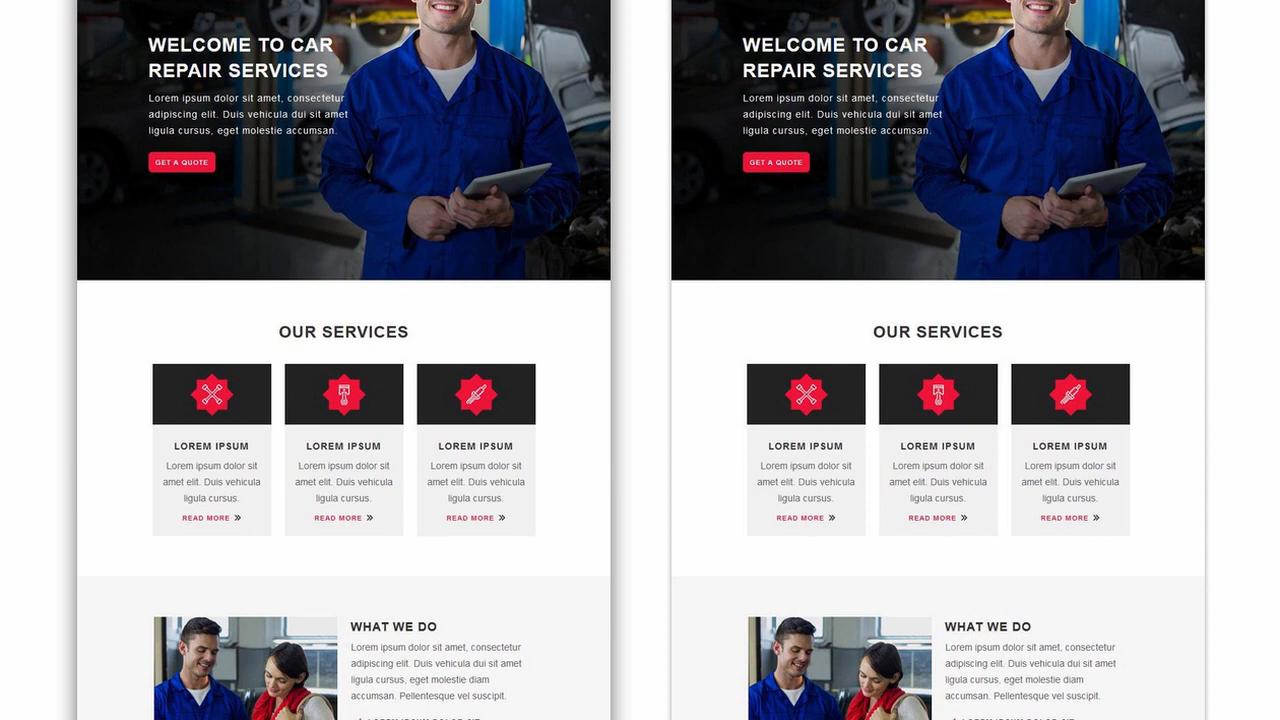 WELCOME TO CAR
REPAIR SERVICES
Lorem ipsum dolor sit amet, consectetur
adipiscing elit. Duis vehicula dui sit amet
ligula cursus, eget molestie accumsan.
GET A QUOTE
OUR SERVICES
LOREM IPSUM
Lorem ipsum dolor sit
amet elit. Duis vehicula
ligula cursus.
READ MORE
LOREM IPSUM
Lorem ipsum dolor sit
amet elit. Duis vehicula
ligula cursus.
READ MORE
LOREM IPSUM
Lorem ipsum dolor sit
amet elit. Duis vehicula
ligula cursus.
READ MORE
WHAT WE DO
Lorem ipsum dolor sit amet, consectetur
adipiscing elit. Duis vehicula dui sit amet
ligula cursus, eget molestie diam
accumsan. Pellentesque vel suscipit.
WELCOME TO CAR
REPAIR SERVICES
Lorem ipsum dolor sit amet, consectetur
adipiscing elit. Duis vehicula dui sit amet
ligula cursus, eget molestie accumsan.
GET A QUOTE
OUR SERVICES
LOREM IPSUM
Lorem ipsum dolor sit
amet elit. Duis vehicula
ligula cursus.
READ MORE
LOREM IPSUM
Lorem ipsum dolor sit
amet elit. Duis vehicula
ligula cursus.
READ MORE
LOREM IPSUM
Lorem ipsum dolor sit
amet elit. Duis vehicula
ligula cursus.
READ MORE
WHAT WE DO
Lorem ipsum dolor sit amet, consectetur
adipiscing elit. Duis vehicula dui sit amet
ligula cursus, eget molestie diam
accumsan. Pellentesque vel suscipit.